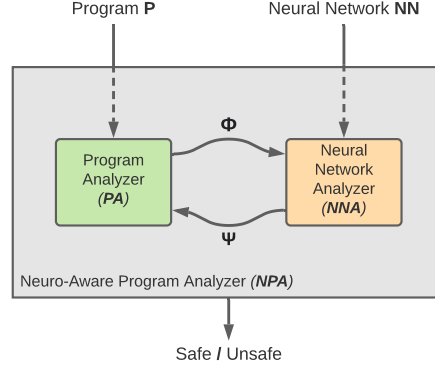 Program P
Neural Network NN
Φ
Program
Analyzer
(PA)
Neural
Network
Analyzer
(NNA)
Ψ
Neuro-Aware Program Analyzer (NPA)
Safe / Unsafe